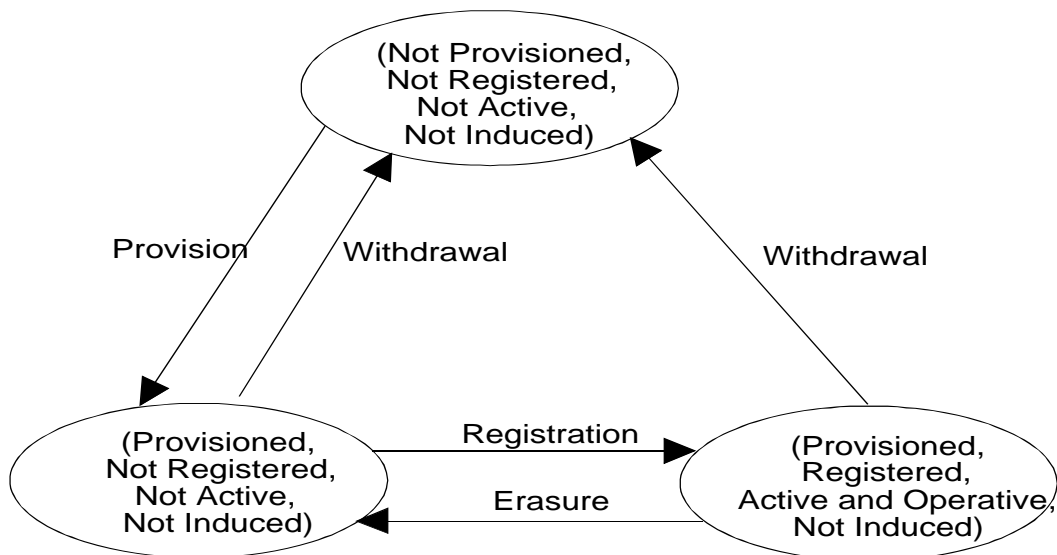 (Not Provisioned,
Not Registered,
Not Active,
Not Induced)
Provision
Withdrawal
Withdrawal
(Provisioned,
Not Registered,
Not Active,
Not Induced)
Registration
Erasure
(Provisioned,
Registered,
Active and Operative,
Not Induced)